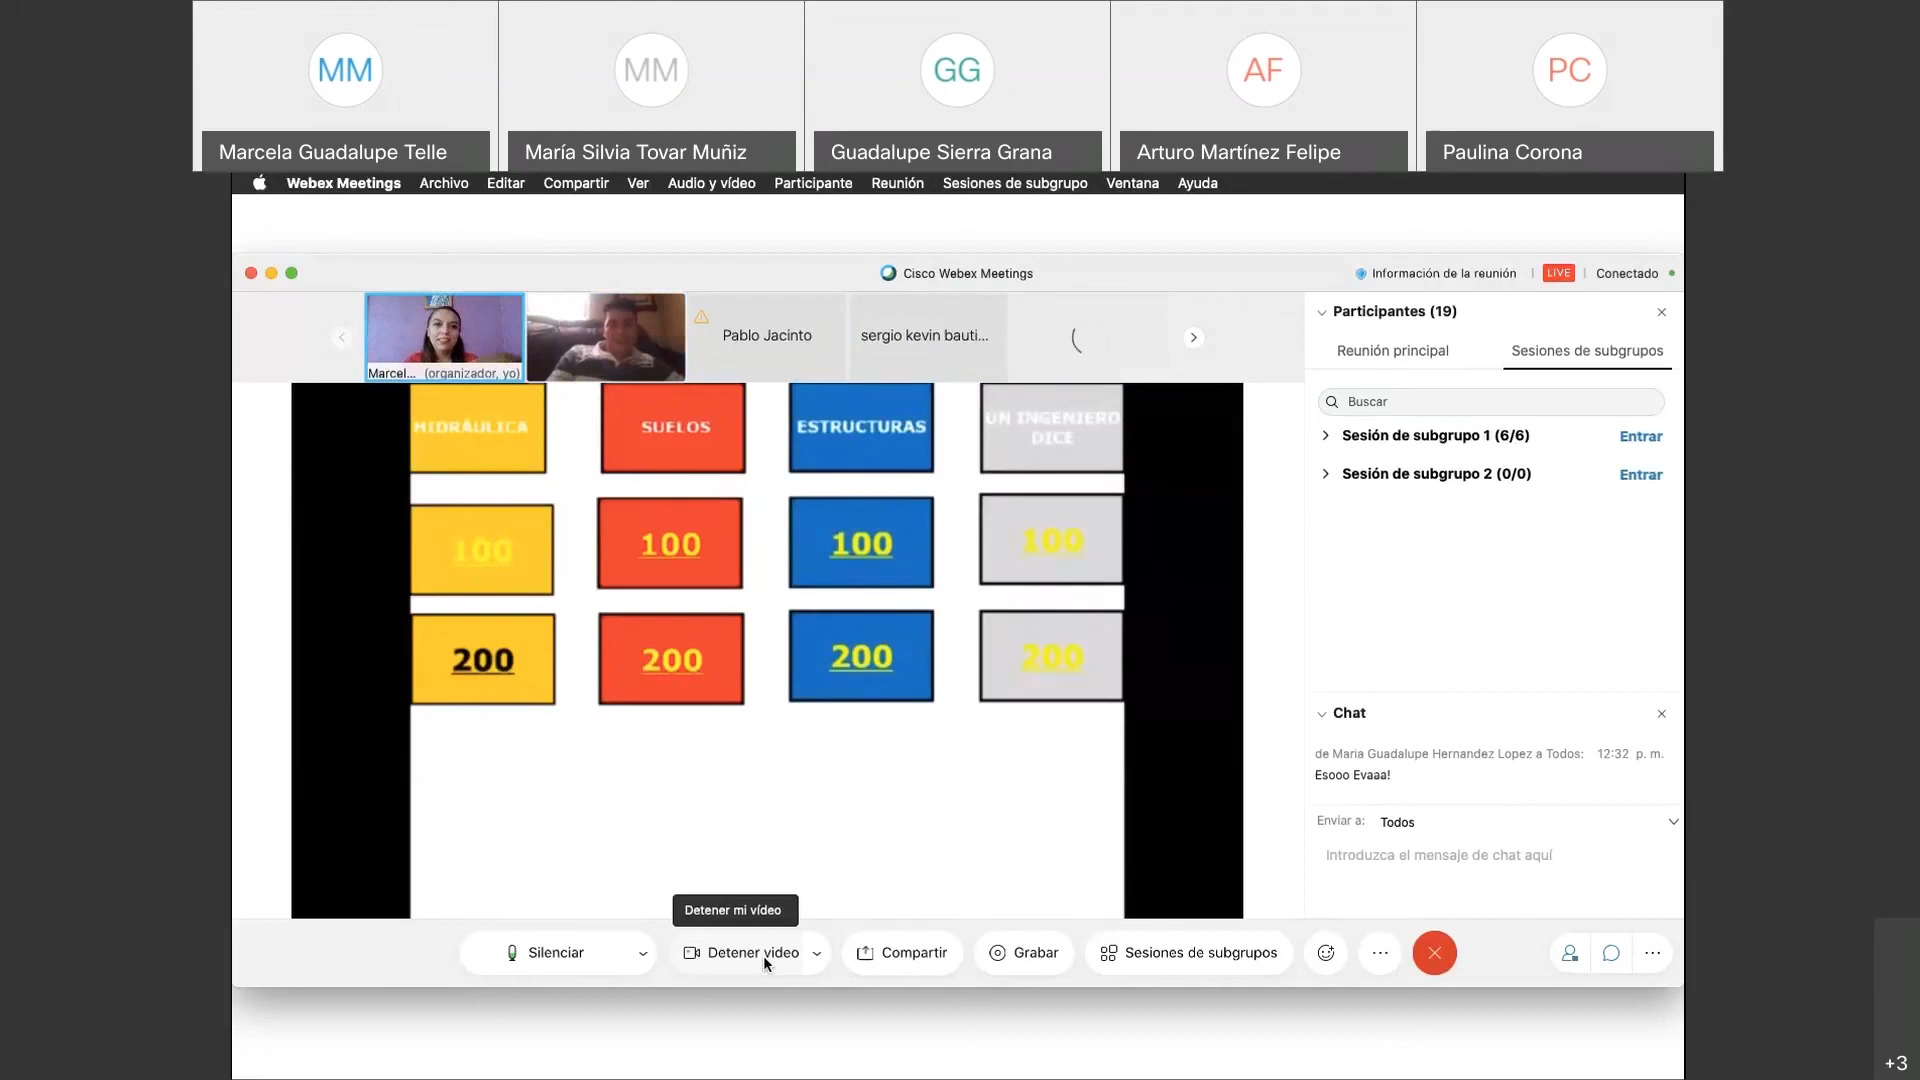 MM
MM
GG
AF
PC
Marcela Guadalupe Telle
María Silvia Tovar Muñiz
Guadalupe Sierra Grana
Arturo Martínez Felipe
Paulina Corona
Webex Meetings Archivo Editar Compartir Ver Audio y vídeo Participante Reunión Sesiones de subgrupo Ventana Ayuda
Cisco Webex Meetings
Información de la reunión
LIVE
Conectado
Marcel... (organizador, yo)
Pablo Jacinto
sergio kevin bauti...
Participantes (19)
Reunión principal
Sesiones de subgrupos
Buscar
Sesión de subgrupo 1 (6/6) Entrar
Sesión de subgrupo 2 (0/0) Entrar
HIDRÁULICA
SUELOS
ESTRUCTURAS
UN INGENIERO
DICE
100
100
100
100
200
200
200
200
Chat
de Maria Guadalupe Hernandez Lopez a Todos: 12:32 p. m.
Esooo Evaaa!
Enviar a: Todos
Introduzca el mensaje de chat aquí
Detener mi vídeo
Silenciar
Detener video
Compartir
Grabar
Sesiones de subgrupos
+3